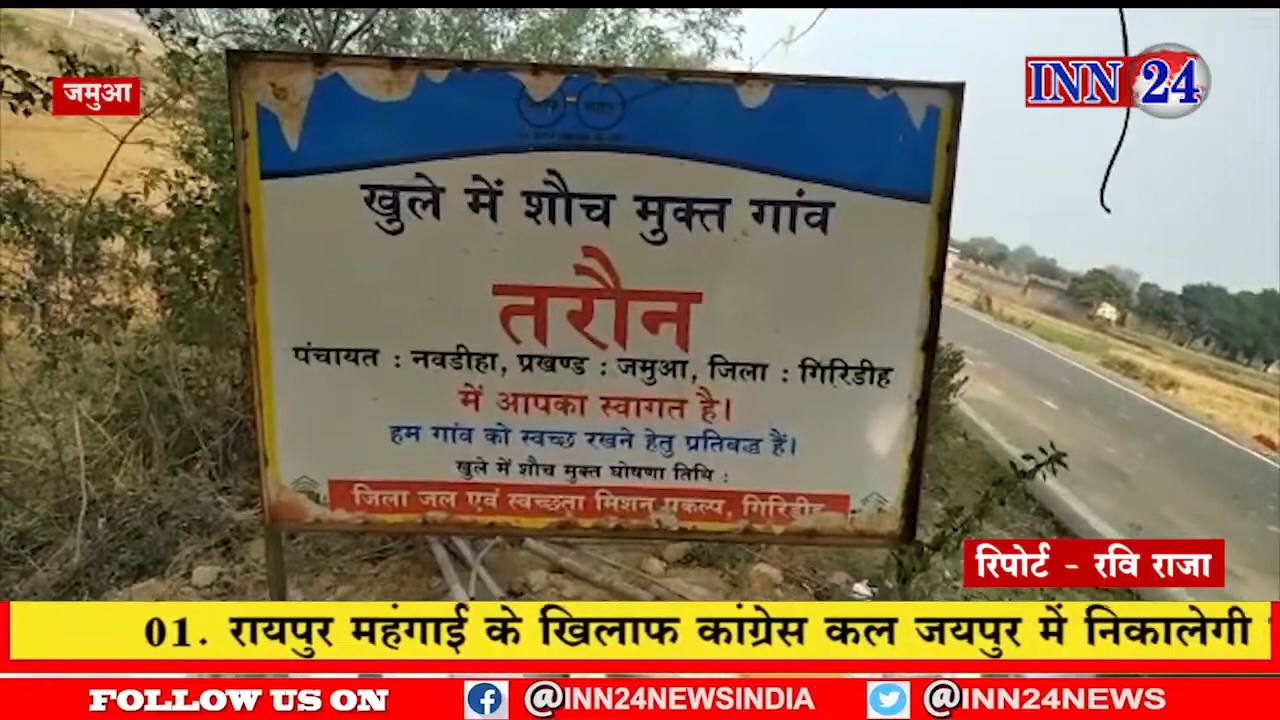 जमुआ
INN 24
खुले में शौच मुक्त गांव
तरौन
पंचायत : नवडीहा, प्रखण्ड : जमुआ, जिला : गिरिडीह
में आपका स्वागत है।
हम गांव को स्वच्छ रखने हेतु प्रतिबद्ध हैं।
खुले में शौच मुक्त घोषणा तिथि :
जिला जल एवं स्वच्छता मिशन प्रकल्प, गिरिडीह
रिपोर्ट - रवि राजा
01. रायपुर महंगाई के खिलाफ कांग्रेस कल जयपुर में निकालेगी
FOLLOW US ON @INN24NEWSINDIA @INN24NEWS